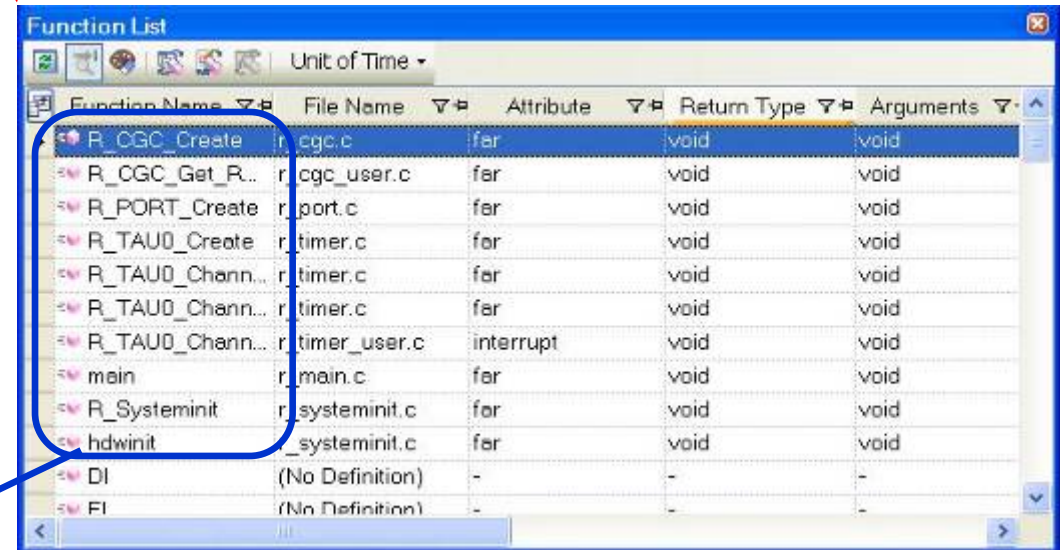 Function List
Unit of Time
Function Name File Name Attribute Return Type Arguments
R_CGC_Create r_cgc.c far void void
R_CGC_Get_R... r_cgc_user.c far void void
R_PORT_Create r_port.c far void void
R_TAU0_Create r_timer.c far void void
R_TAU0_Chann... r_timer.c far void void
R_TAU0_Chann... r_timer.c far void void
R_TAU0_Chann... r_timer_user.c interrupt void void
main r_main.c far void void
R_Systeminit r_systeminit.c far void void
hdwinit r_systeminit.c far void void
DI (No Definition) - - -
EI (No Definition) - - -